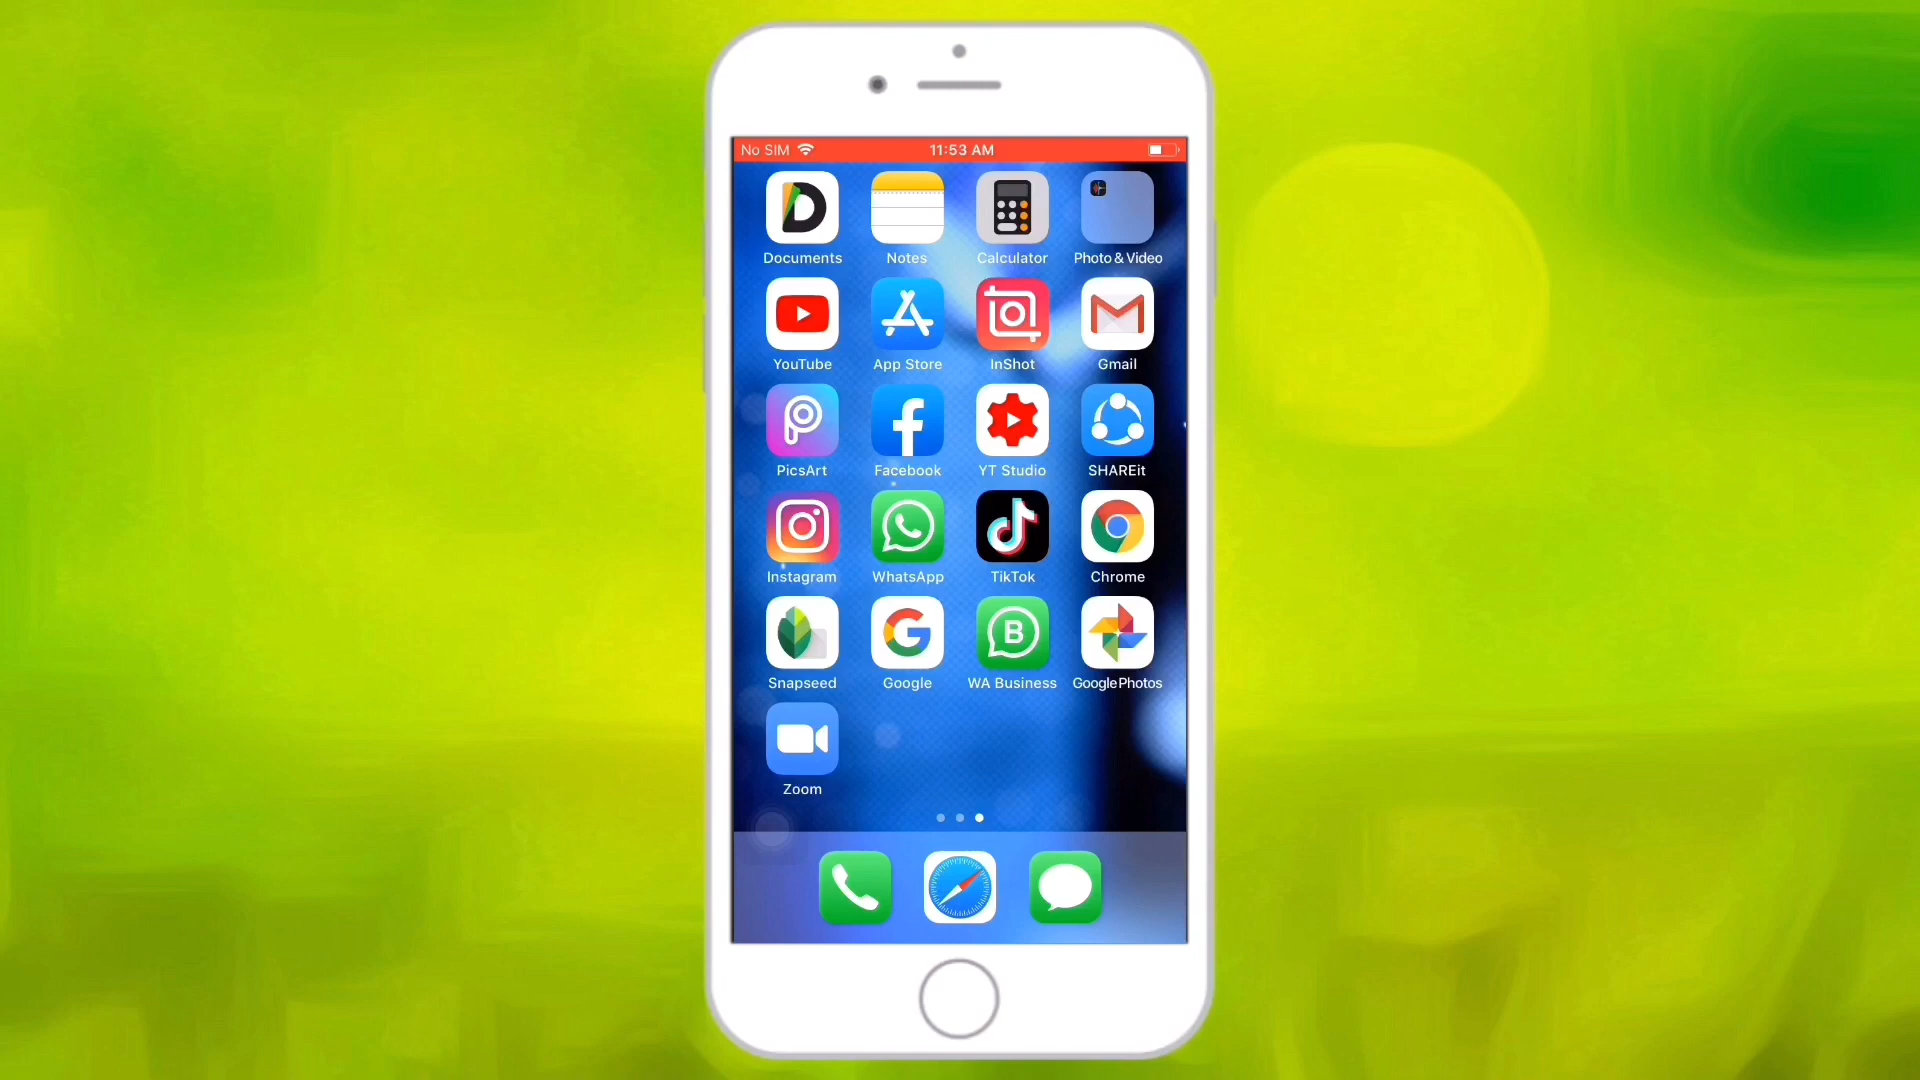 No SIM 11:53 AM
Documents Notes Calculator Photo & Video
YouTube App Store InShot Gmail
PicsArt Facebook YT Studio SHAREit
Instagram WhatsApp TikTok Chrome
Snapseed Google WA Business Google Photos
Zoom